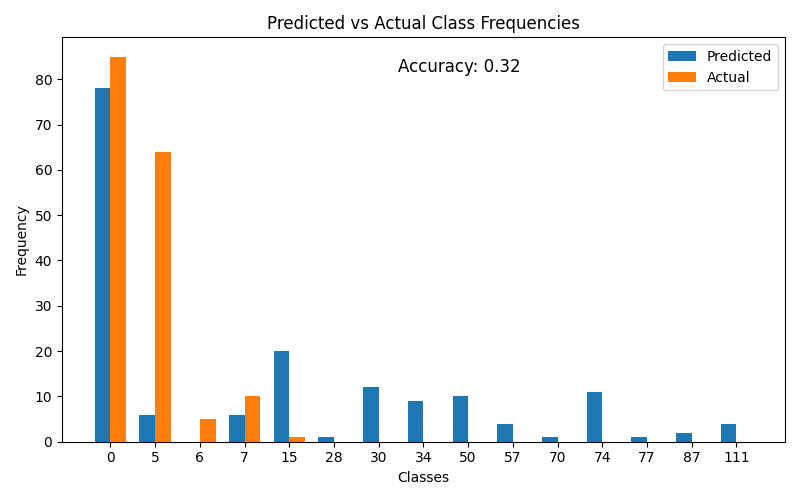 Predicted vs Actual Class Frequencies
Accuracy: 0.32
Predicted
Actual
Frequency
80
70
60
50
40
30
20
10
0
0 5 6 7 15 28 30 34 50 57 70 74 77 87 111
Classes